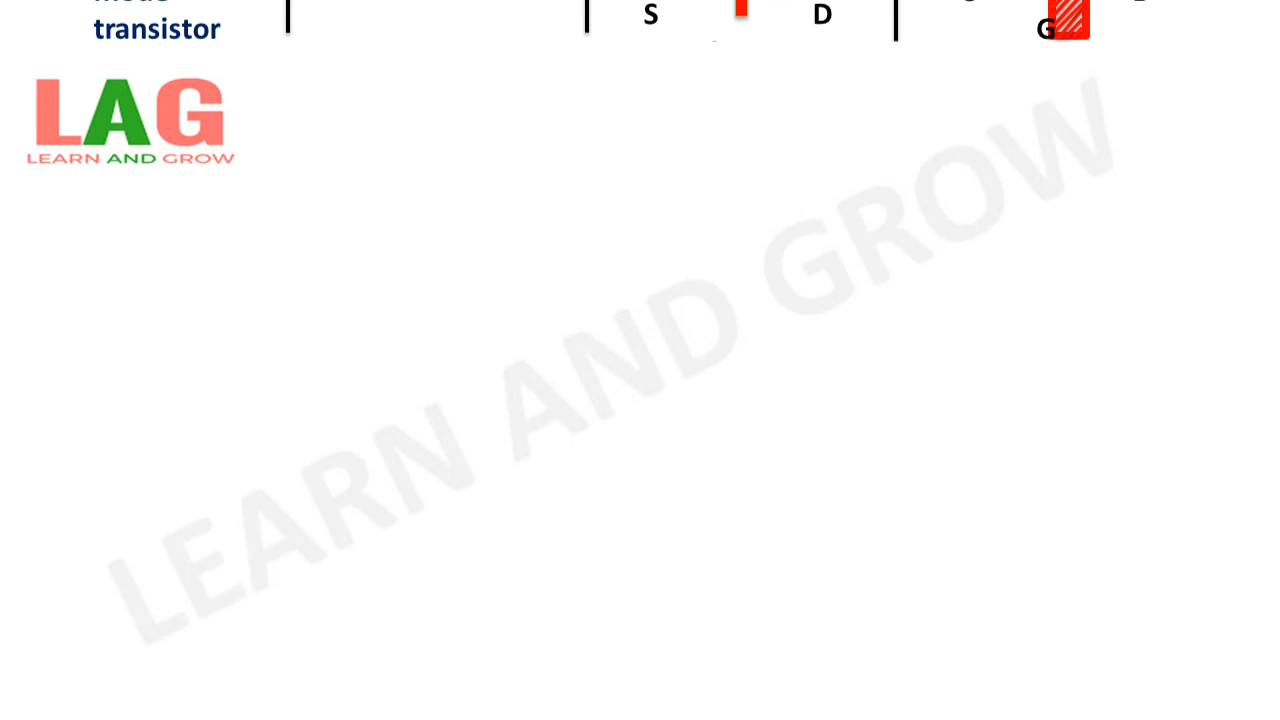 S D
transistor G
LAG
LEARN AND GROW
LEARN AND GROW